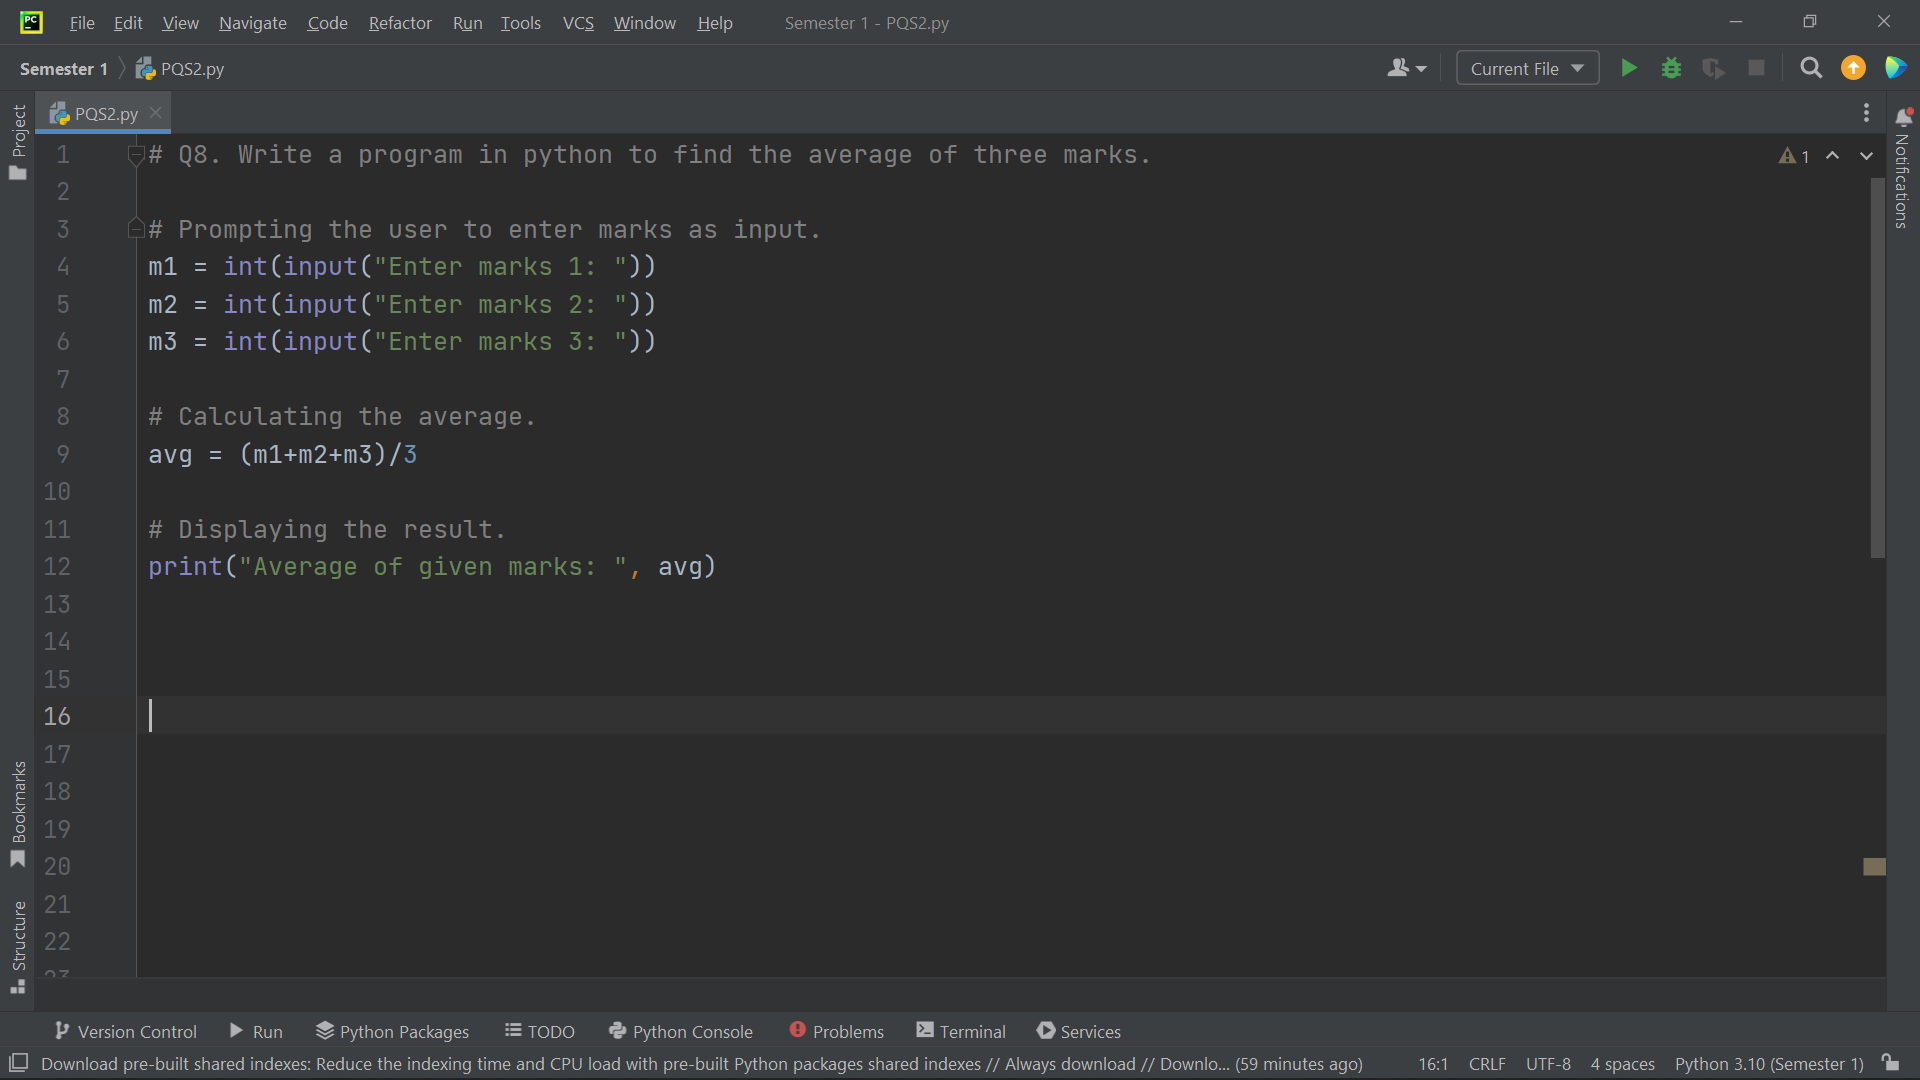 PC File Edit View Navigate Code Refactor Run Tools VCS Window Help Semester 1 - PQS2.py
Semester 1 PQS2.py Current File
PQS2.py
Project
Notifications
Bookmarks
Structure
1 # Q8. Write a program in python to find the average of three marks. 1
2
3 # Prompting the user to enter marks as input.
4 m1 = int(input("Enter marks 1: "))
5 m2 = int(input("Enter marks 2: "))
6 m3 = int(input("Enter marks 3: "))
7
8 # Calculating the average.
9 avg = (m1+m2+m3)/3
10
11 # Displaying the result.
12 print("Average of given marks: ", avg)
13
14
15
16
17
18
19
20
21
22
23
Version Control Run Python Packages TODO Python Console Problems Terminal Services
Download pre-built shared indexes: Reduce the indexing time and CPU load with pre-built Python packages shared indexes // Always download // Downlo... (59 minutes ago) 16:1 CRLF UTF-8 4 spaces Python 3.10 (Semester 1)